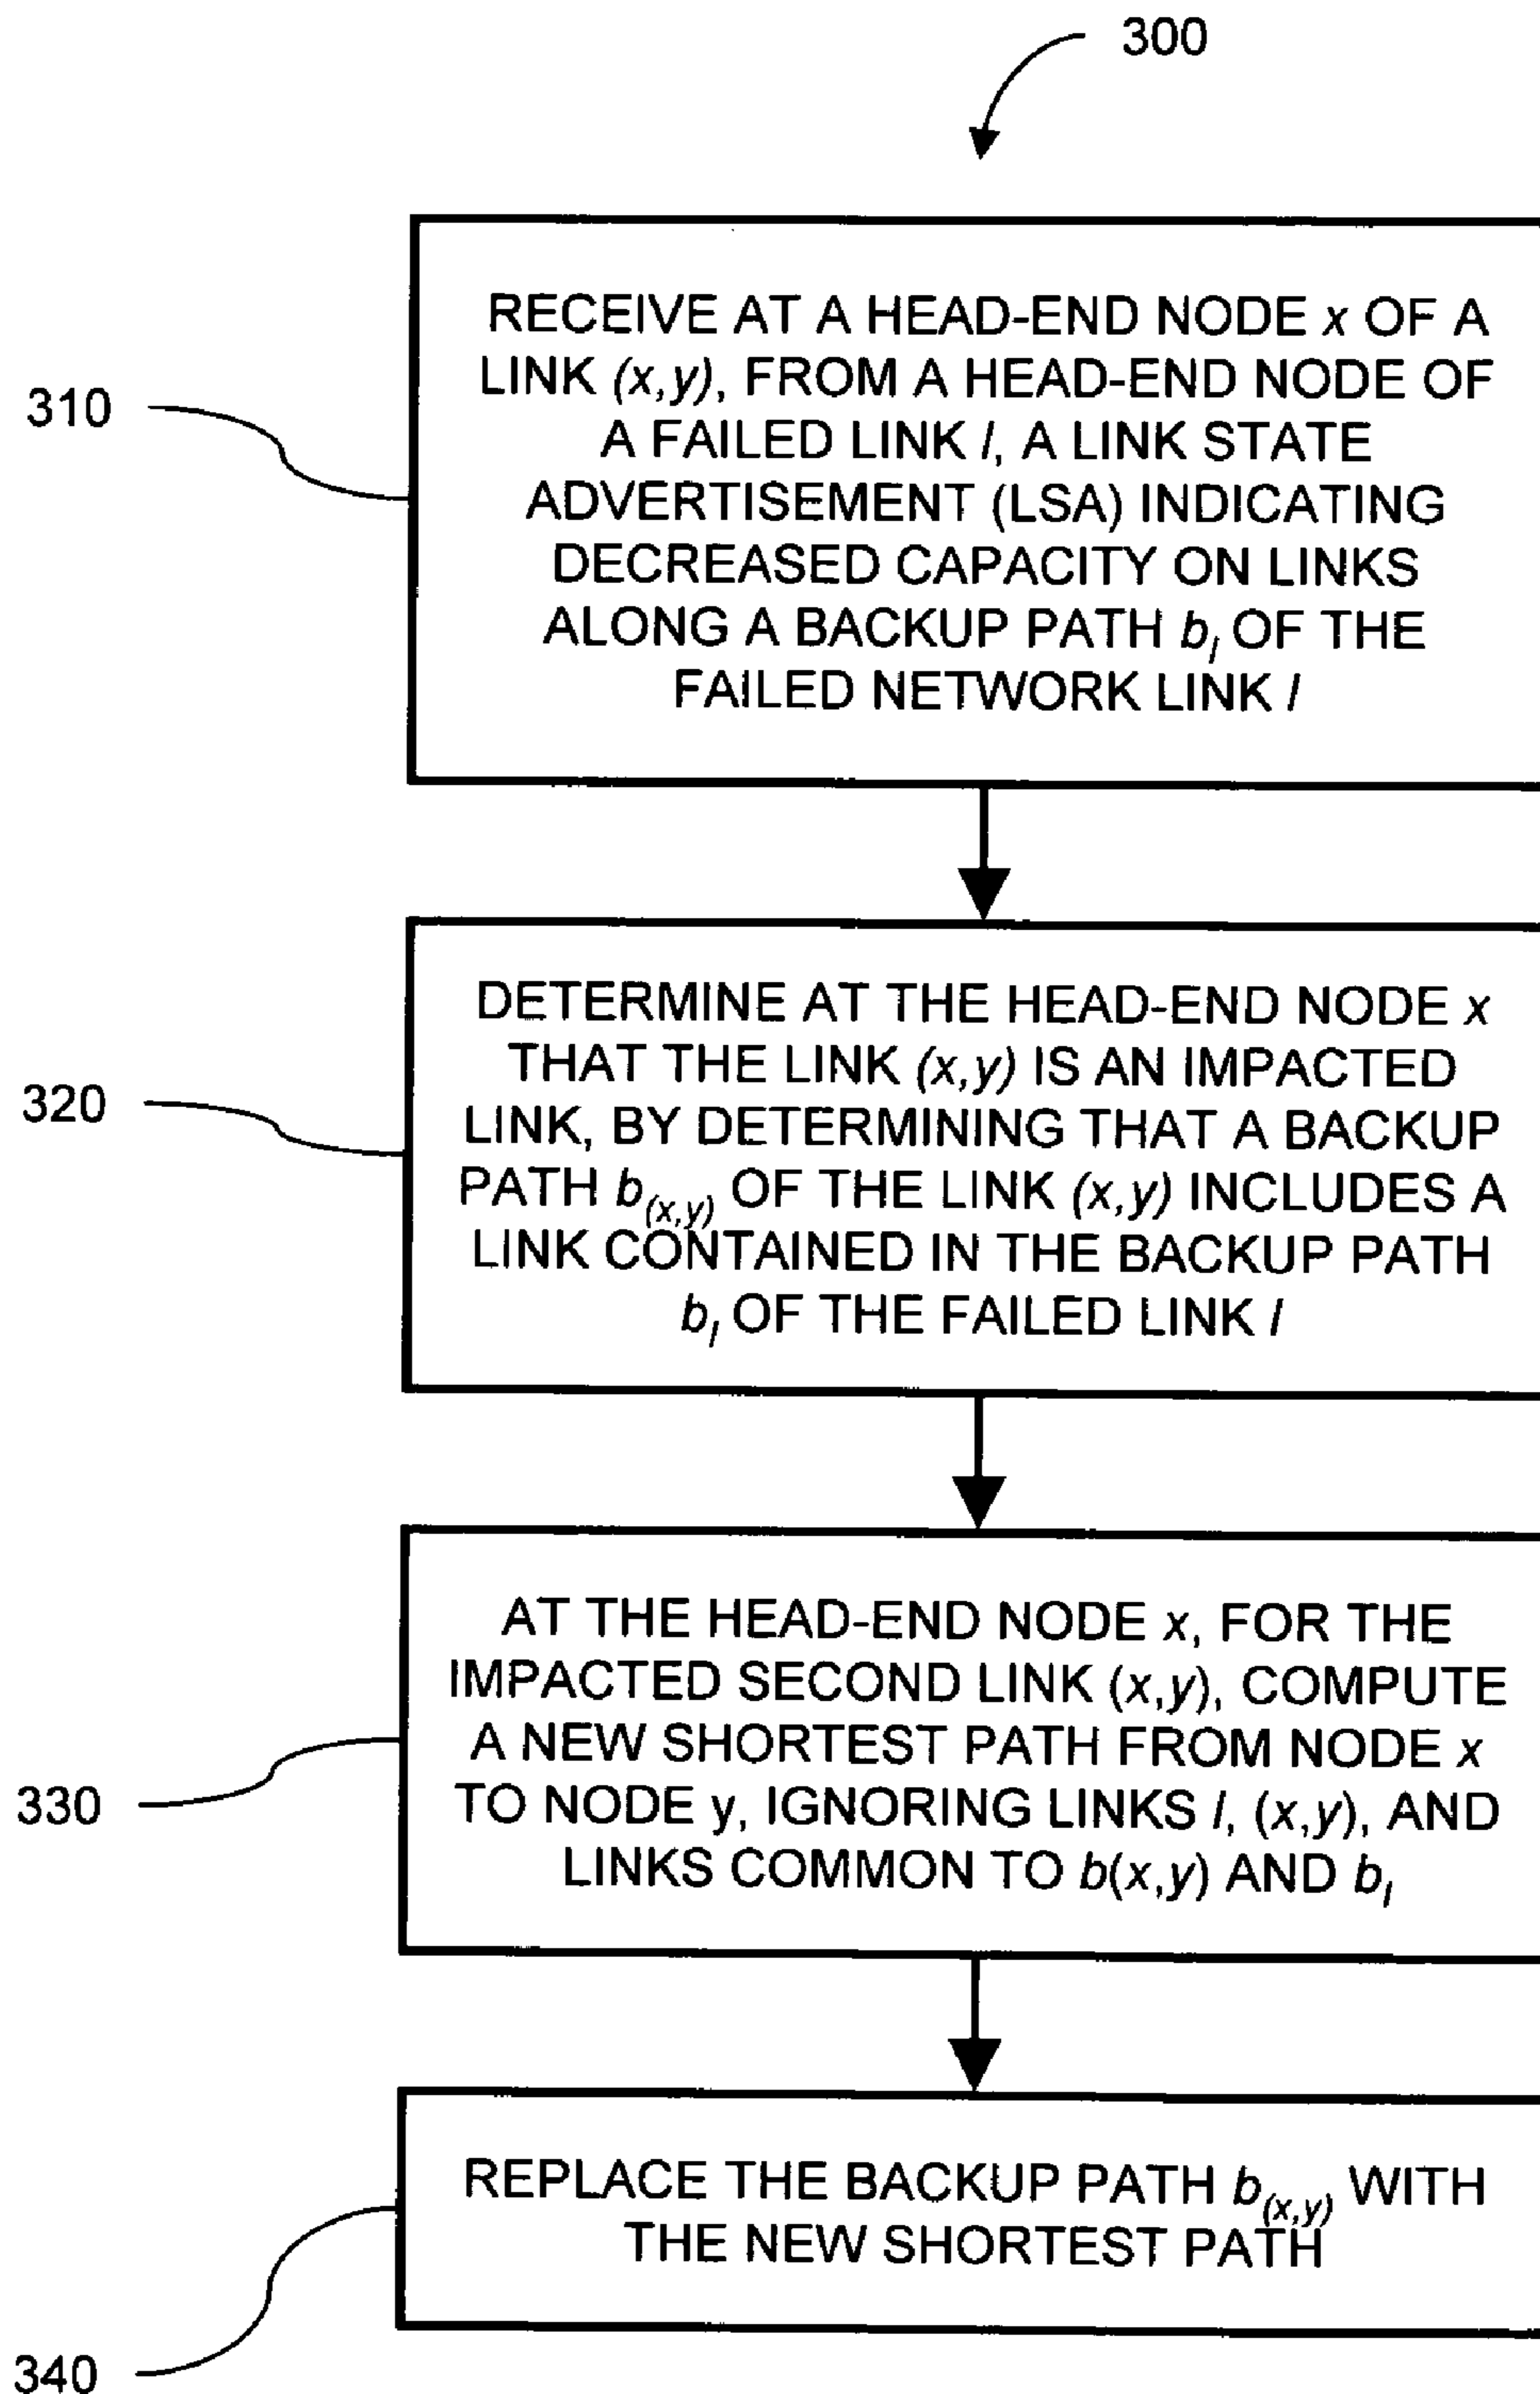 300
310
RECEIVE AT A HEAD-END NODE x OF A
LINK (x,y), FROM A HEAD-END NODE OF
A FAILED LINK l, A LINK STATE
ADVERTISEMENT (LSA) INDICATING
DECREASED CAPACITY ON LINKS
ALONG A BACKUP PATH b_l OF THE
FAILED NETWORK LINK l
320
DETERMINE AT THE HEAD-END NODE x
THAT THE LINK (x,y) IS AN IMPACTED
LINK, BY DETERMINING THAT A BACKUP
PATH b_(x,y) OF THE LINK (x,y) INCLUDES A
LINK CONTAINED IN THE BACKUP PATH
b_l OF THE FAILED LINK l
330
AT THE HEAD-END NODE x, FOR THE
IMPACTED SECOND LINK (x,y), COMPUTE
A NEW SHORTEST PATH FROM NODE x
TO NODE y, IGNORING LINKS l, (x,y), AND
LINKS COMMON TO b(x,y) AND b_l
340
REPLACE THE BACKUP PATH b_(x,y) WITH
THE NEW SHORTEST PATH